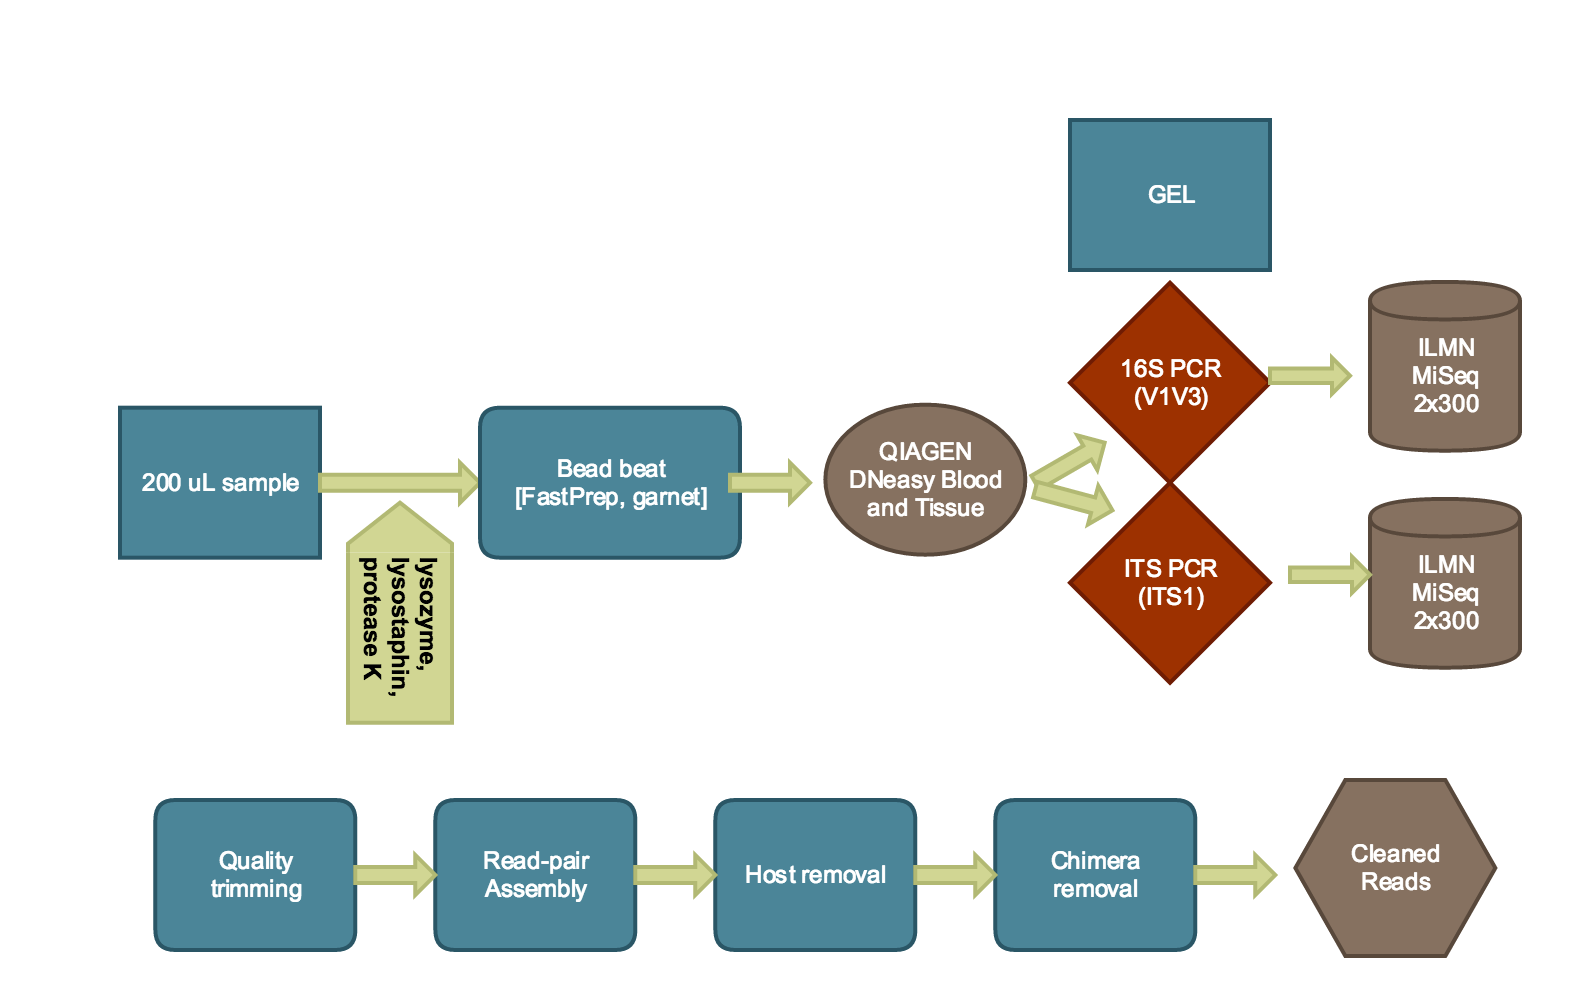 GEL
16S PCR
(V1V3)
ILMN
MiSeq
2x300
200 uL sample
Bead beat
[FastPrep, garnet]
QIAGEN
DNeasy Blood
and Tissue
ITS PCR
(ITS1)
ILMN
MiSeq
2x300
lysozyme,
lysostaphin,
protease K
Quality
trimming
Read-pair
Assembly
Host removal
Chimera
removal
Cleaned
Reads